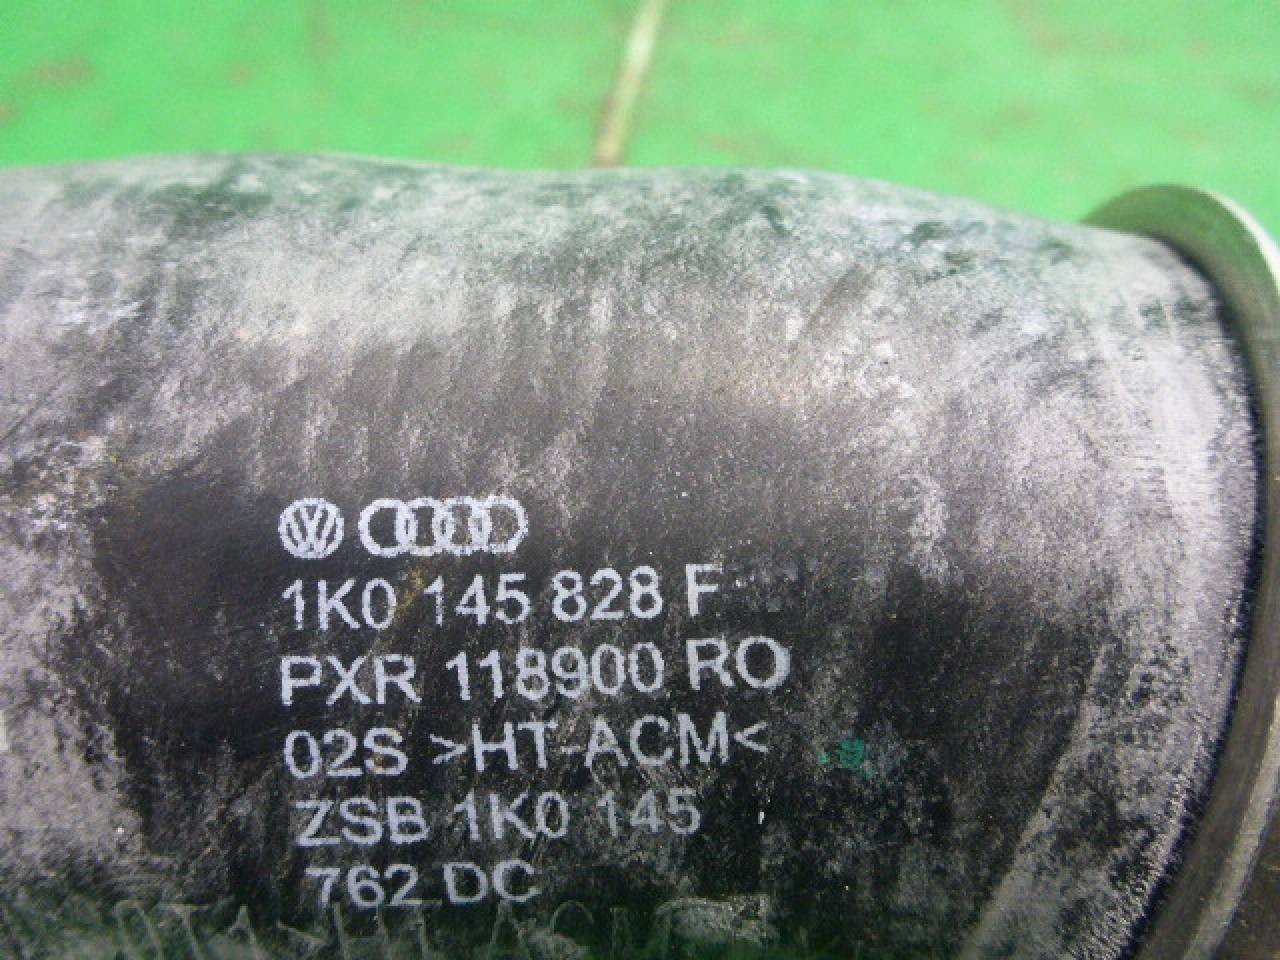 1K0 145 828 F
PXR 118900 RO
02S >HT-ACM<
ZSB 1K0 145
762 DC